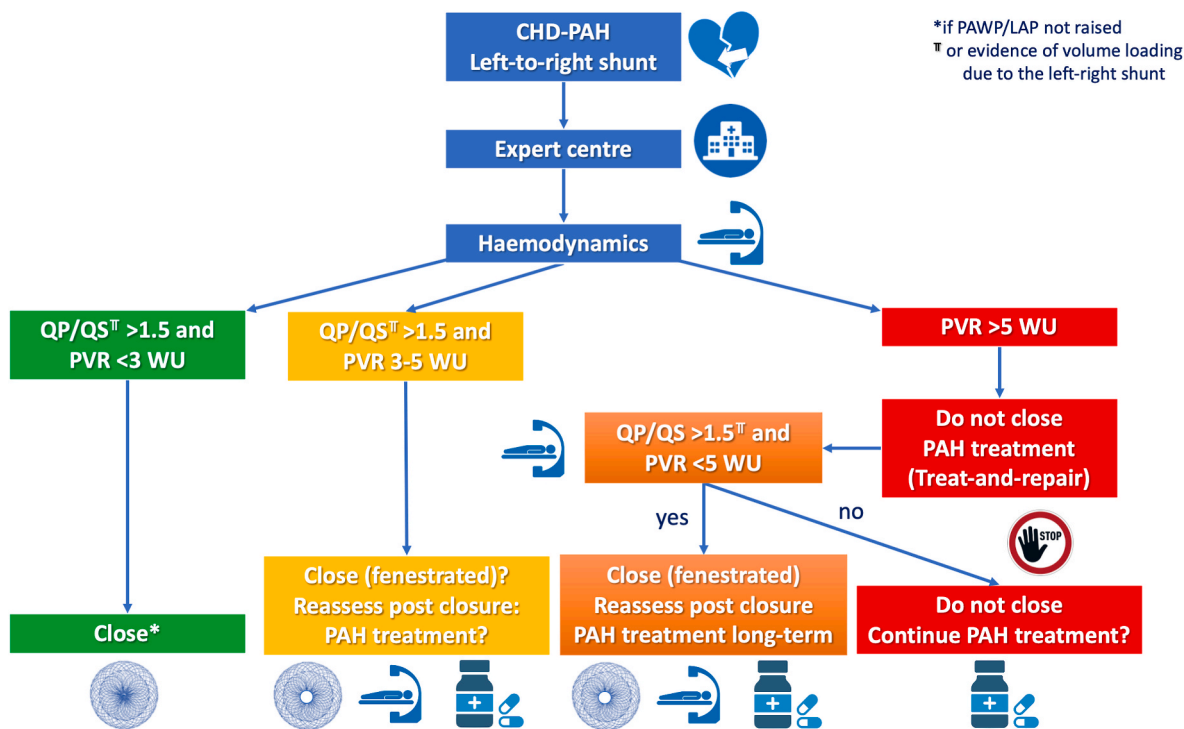 CHD-PAH
Left-to-right shunt
*if PAWP/LAP not raised
ℼ or evidence of volume loading
due to the left-right shunt
Expert centre
Haemodynamics
QP/QSℼ >1.5 and
PVR <3 WU
QP/QSℼ >1.5 and
PVR 3-5 WU
PVR >5 WU
Do not close
PAH treatment
(Treat-and-repair)
QP/QS >1.5ℼ and
PVR <5 WU
yes
no
STOP
Close*
Close (fenestrated)?
Reassess post closure:
PAH treatment?
Close (fenestrated)
Reassess post closure
PAH treatment long-term
Do not close
Continue PAH treatment?